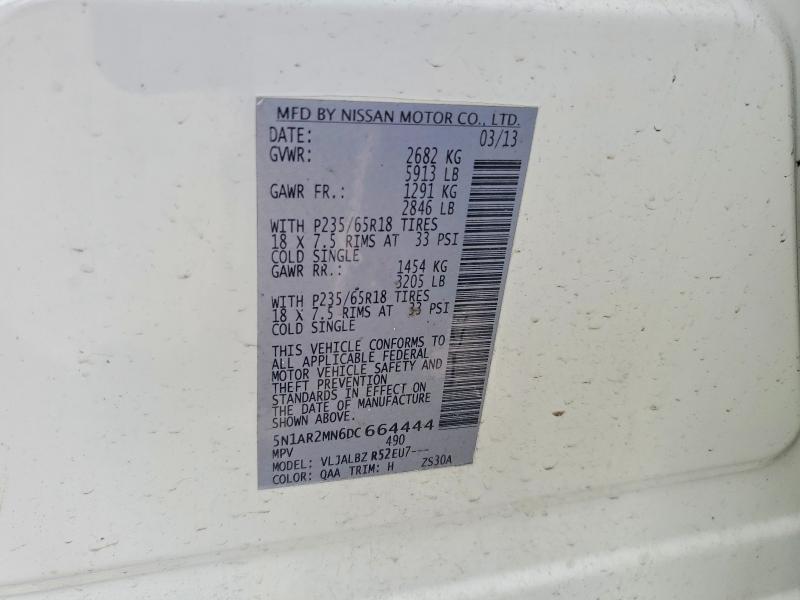 MFD BY NISSAN MOTOR CO., LTD.
DATE: 03/13
GVWR: 2682 KG
5913 LB
GAWR FR.: 1291 KG
2846 LB
WITH P235/65R18 TIRES
18 X 7.5 RIMS AT 33 PSI
COLD SINGLE
GAWR RR.: 1454 KG
3205 LB
WITH P235/65R18 TIRES
18 X 7.5 RIMS AT 33 PSI
COLD SINGLE
THIS VEHICLE CONFORMS TO
ALL APPLICABLE FEDERAL
MOTOR VEHICLE SAFETY AND
THEFT PREVENTION
STANDARDS IN EFFECT ON
THE DATE OF MANUFACTURE
SHOWN ABOVE.
5N1AR2MN6DC664444
MPV 490
MODEL: VLJALBZ R52EU7---
COLOR: QAA TRIM: H ZS30A